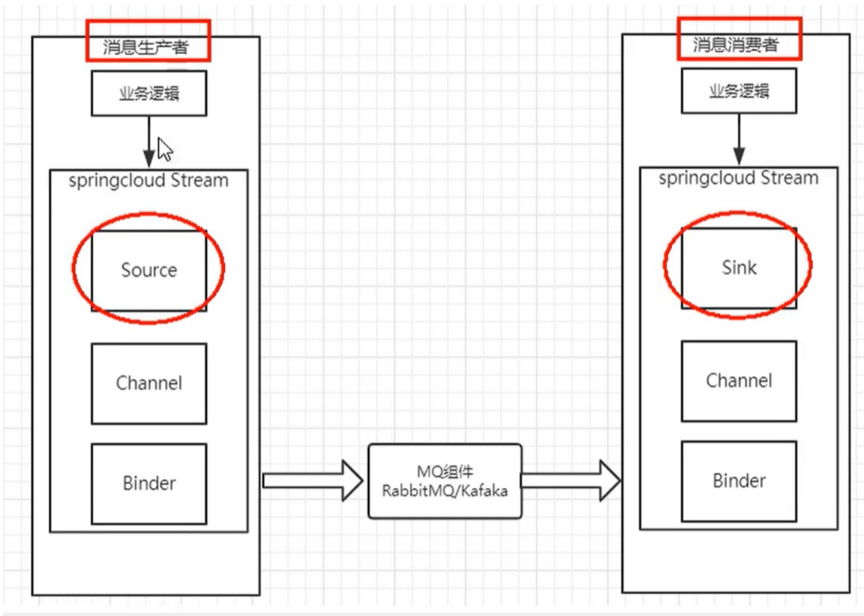 消息生产者
业务逻辑
springcloud Stream
Source
Channel
Binder
MQ组件
RabbitMQ/Kafaka
消息消费者
业务逻辑
springcloud Stream
Sink
Channel
Binder